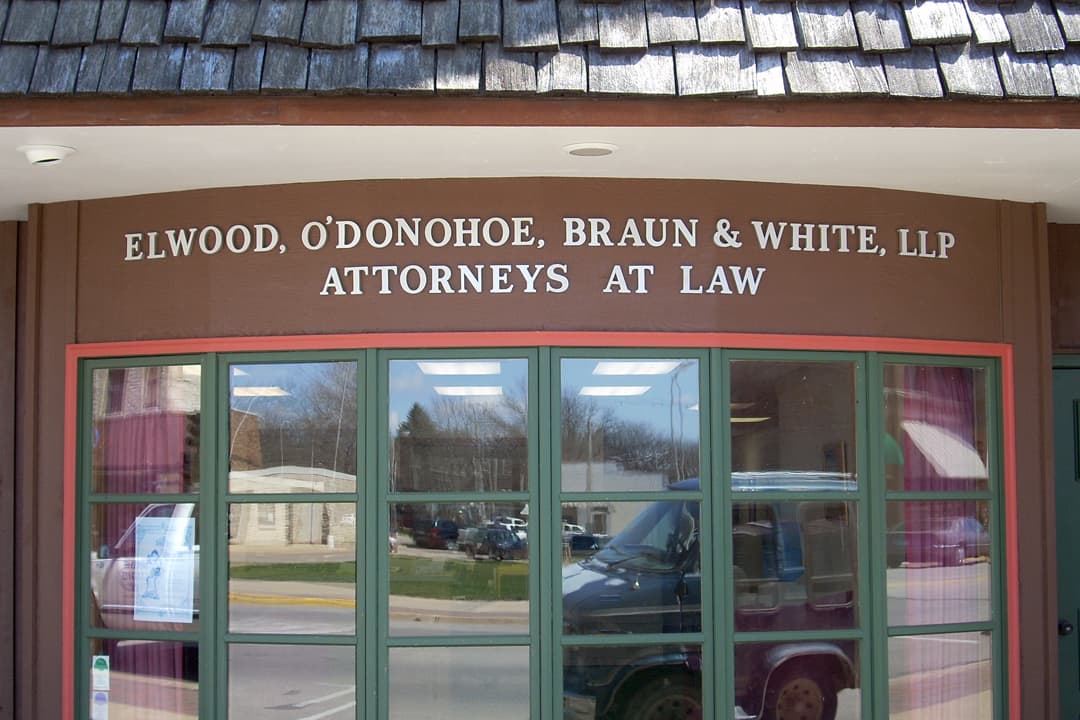 ELWOOD, O'DONOHOE, BRAUN & WHITE, LLP
ATTORNEYS AT LAW